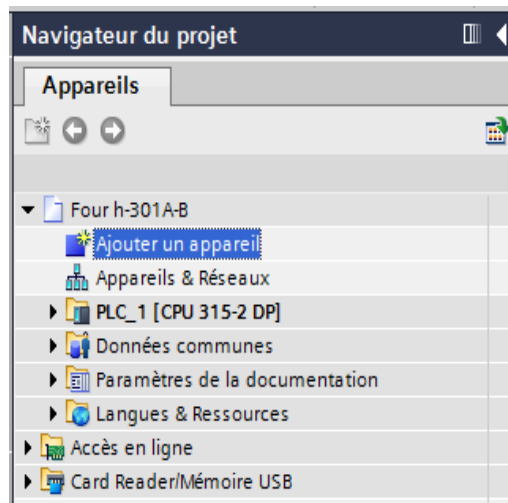 Navigateur du projet
Appareils
Four h-301A-B
Ajouter un appareil
Appareils & Réseaux
PLC_1 [CPU 315-2 DP]
Données communes
Paramètres de la documentation
Langues & Ressources
Accès en ligne
Card Reader/Mémoire USB